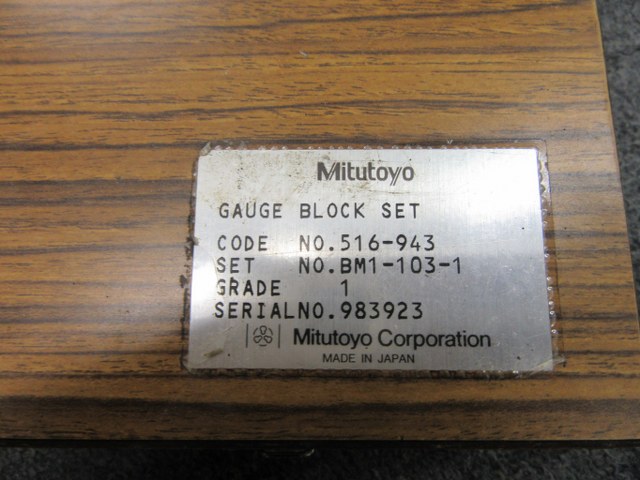 Mitutoyo
GAUGE BLOCK SET
CODE NO.516-943
SET NO.BM1-103-1
GRADE 1
SERIALNO.983923
Mitutoyo Corporation
MADE IN JAPAN